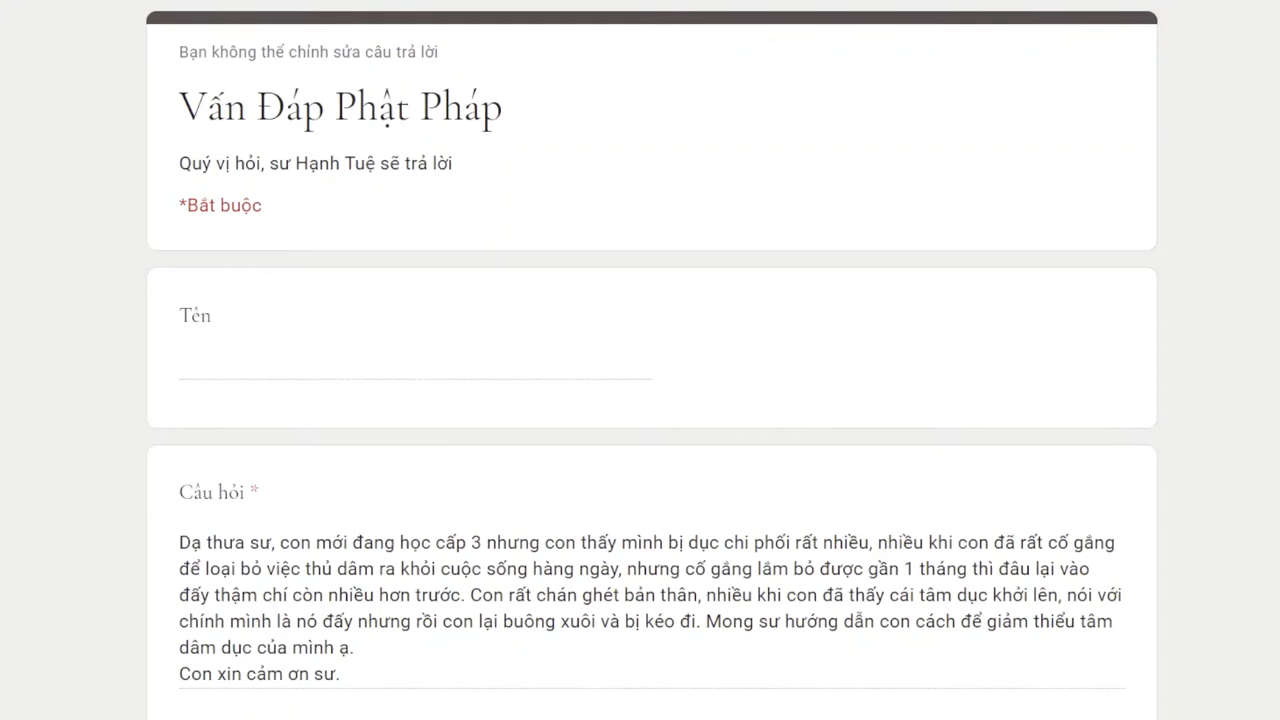 Bạn không thể chỉnh sửa câu trả lời
Vấn Đáp Phật Pháp
Quý vị hỏi, sư Hạnh Tuệ sẽ trả lời
*Bắt buộc
Tên
Câu hỏi *
Dạ thưa sư, con mới đang học cấp 3 nhưng con thấy mình bị dục chi phối rất nhiều, nhiều khi con đã rất cố gắng
để loại bỏ việc thủ dâm ra khỏi cuộc sống hàng ngày, nhưng cố gắng lắm bỏ được gần 1 tháng thì đâu lại vào
đấy thậm chí còn nhiều hơn trước. Con rất chán ghét bản thân, nhiều khi con đã thấy cái tâm dục khởi lên, nói với
chính mình là nó đấy nhưng rồi con lại buông xuôi và bị kéo đi. Mong sư hướng dẫn con cách để giảm thiểu tâm
dâm dục của mình ạ.
Con xin cảm ơn sư.